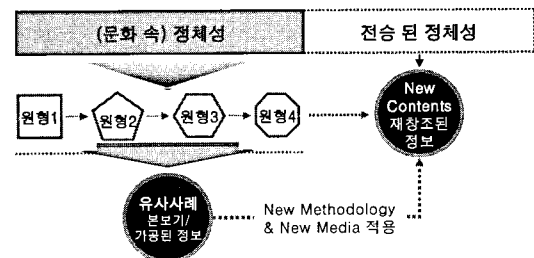 (문화 속) 정체성
전승 된 정체성
원형1
원형2
원형3
원형4
New
Contents
재창조된
정보
유사사례
본보기/
가공된 정보
New Methodology
& New Media 적용